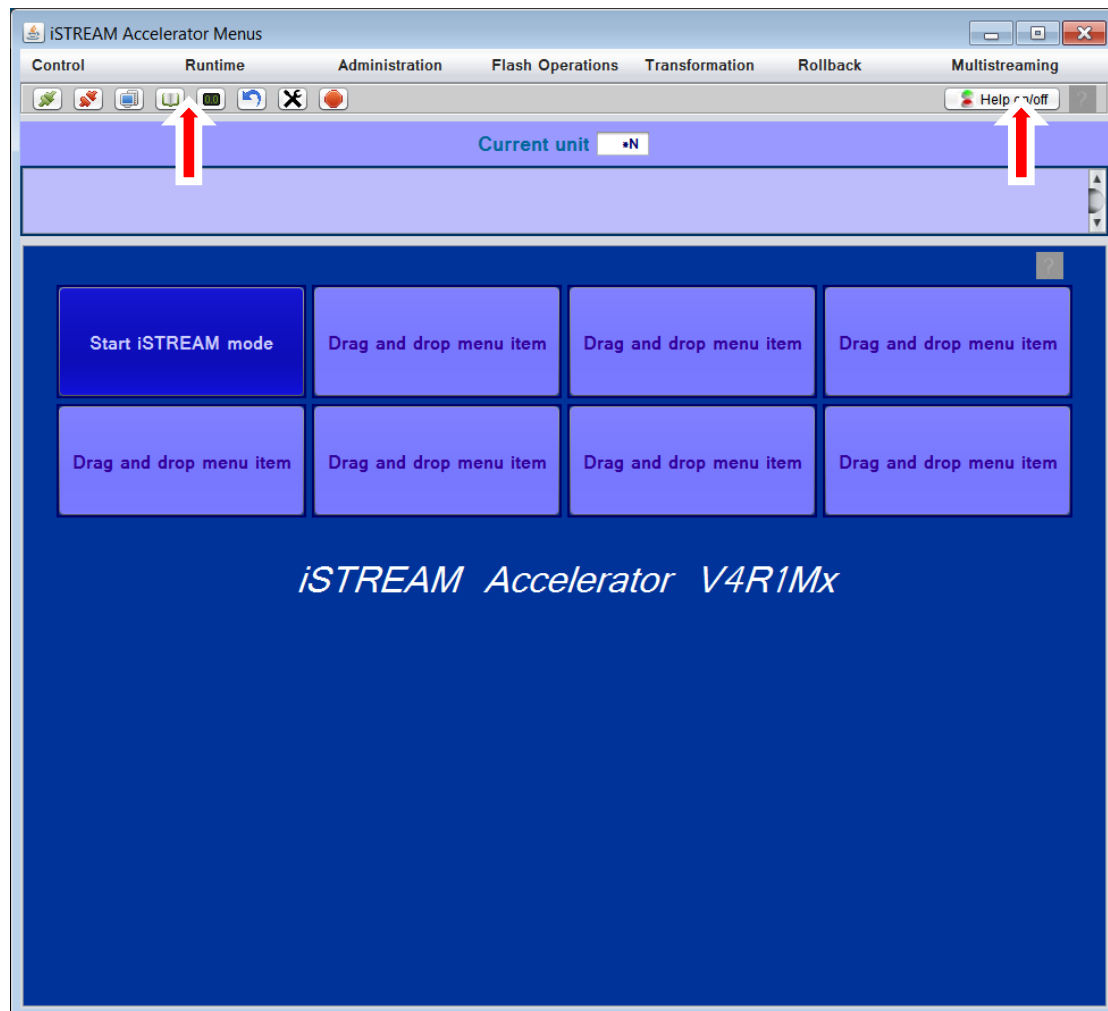 iSTREAM Accelerator Menus
Control Runtime Administration Flash Operations Transformation Rollback Multistreaming
0.0 Help on/off ?
Current unit *N
?
Start iSTREAM mode Drag and drop menu item Drag and drop menu item Drag and drop menu item
Drag and drop menu item Drag and drop menu item Drag and drop menu item Drag and drop menu item
iSTREAM Accelerator V4R1Mx